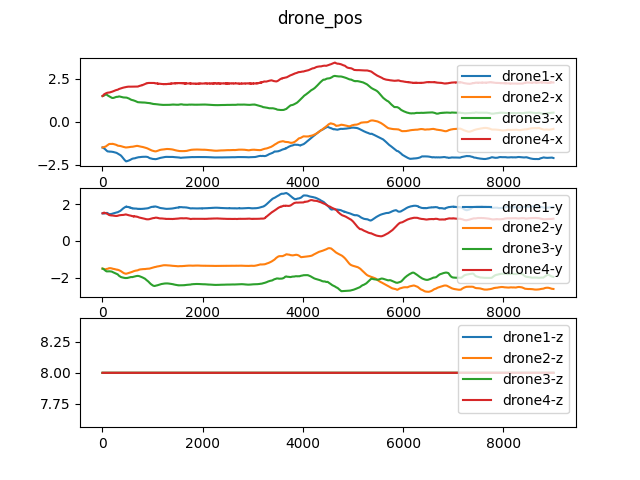 drone_pos
2.5
0.0
−2.5
drone1-x
drone2-x
drone3-x
drone4-x
0 2000 4000 6000 8000
2
0
−2
drone1-y
drone2-y
drone3-y
drone4-y
0 2000 4000 6000 8000
8.25
8.00
7.75
drone1-z
drone2-z
drone3-z
drone4-z
0 2000 4000 6000 8000